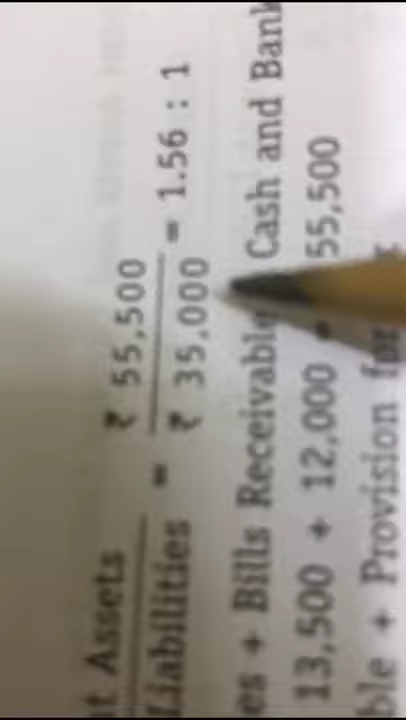 t Assets ₹ 55,500
Liabilities = ₹ 35,000 = 1.56 : 1
es + Bills Receivable Cash and Bank
13,500 + 12,000 = 55,500
ble + Provision for